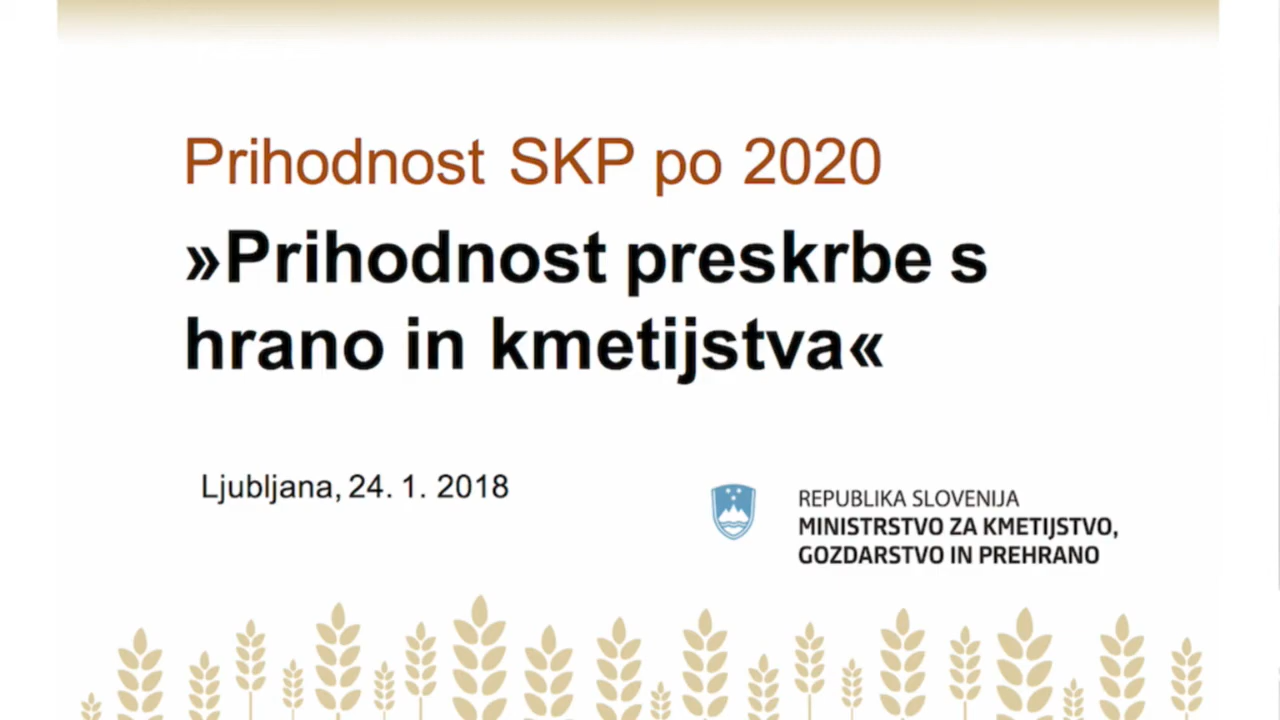 Prihodnost SKP po 2020
»Prihodnost preskrbe s
hrano in kmetijstva«
Ljubljana, 24. 1. 2018
REPUBLIKA SLOVENIJA
MINISTRSTVO ZA KMETIJSTVO,
GOZDARSTVO IN PREHRANO